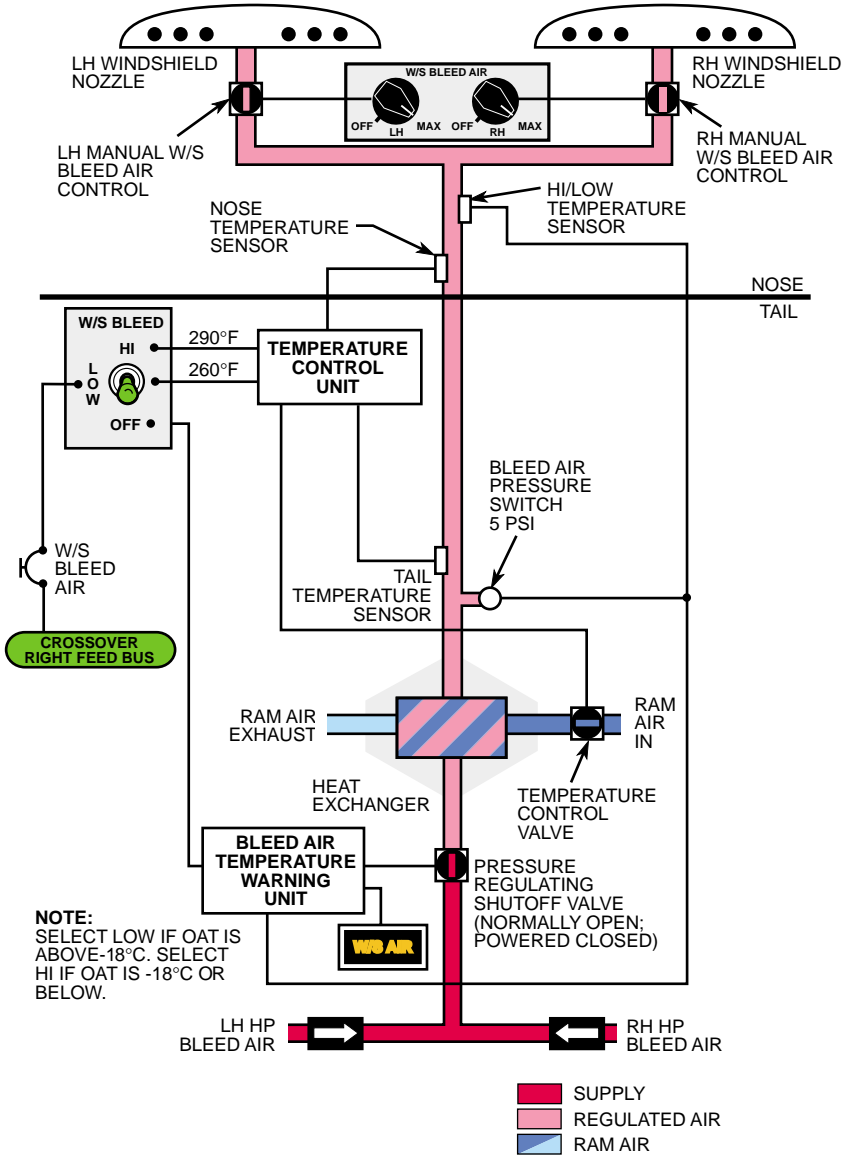 LH WINDSHIELD
NOZZLE
W/S BLEED AIR
OFF
LH
MAX
OFF
RH
MAX
RH WINDSHIELD
NOZZLE
LH MANUAL W/S
BLEED AIR
CONTROL
RH MANUAL
W/S BLEED AIR
CONTROL
NOSE
TEMPERATURE
SENSOR
HI/LOW
TEMPERATURE
SENSOR
NOSE
TAIL
W/S BLEED
HI
L
O
W
OFF
290°F
260°F
TEMPERATURE
CONTROL
UNIT
BLEED AIR
PRESSURE
SWITCH
5 PSI
W/S
BLEED
AIR
TAIL
TEMPERATURE
SENSOR
CROSSOVER
RIGHT FEED BUS
RAM AIR
EXHAUST
RAM
AIR
IN
HEAT
EXCHANGER
TEMPERATURE
CONTROL
VALVE
BLEED AIR
TEMPERATURE
WARNING
UNIT
PRESSURE
REGULATING
SHUTOFF VALVE
(NORMALLY OPEN;
POWERED CLOSED)
W/S AIR
NOTE:
SELECT LOW IF OAT IS
ABOVE-18°C. SELECT
HI IF OAT IS -18°C OR
BELOW.
LH HP
BLEED AIR
RH HP
BLEED AIR
SUPPLY
REGULATED AIR
RAM AIR